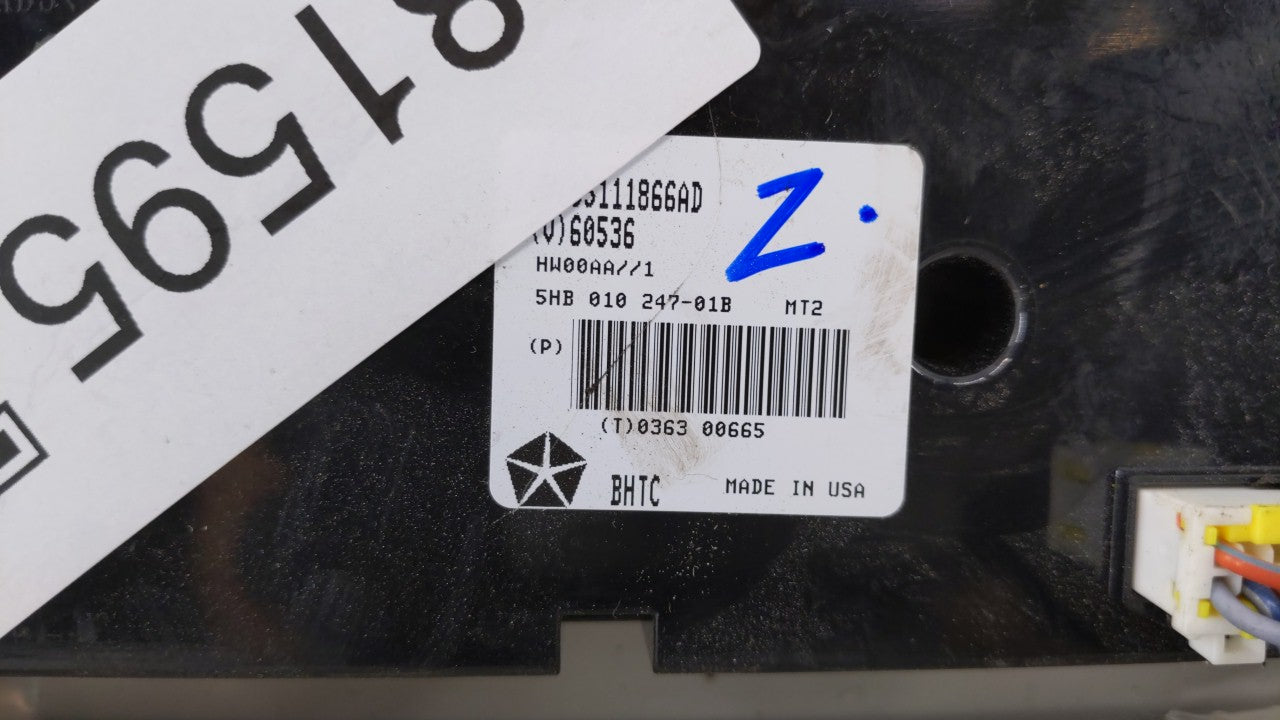 81595
5111866AD
(V)60536
HW00AA//1
5HB 010 247-01B MT2
(P)
(T)0363 00665
BHTC MADE IN USA
Z.